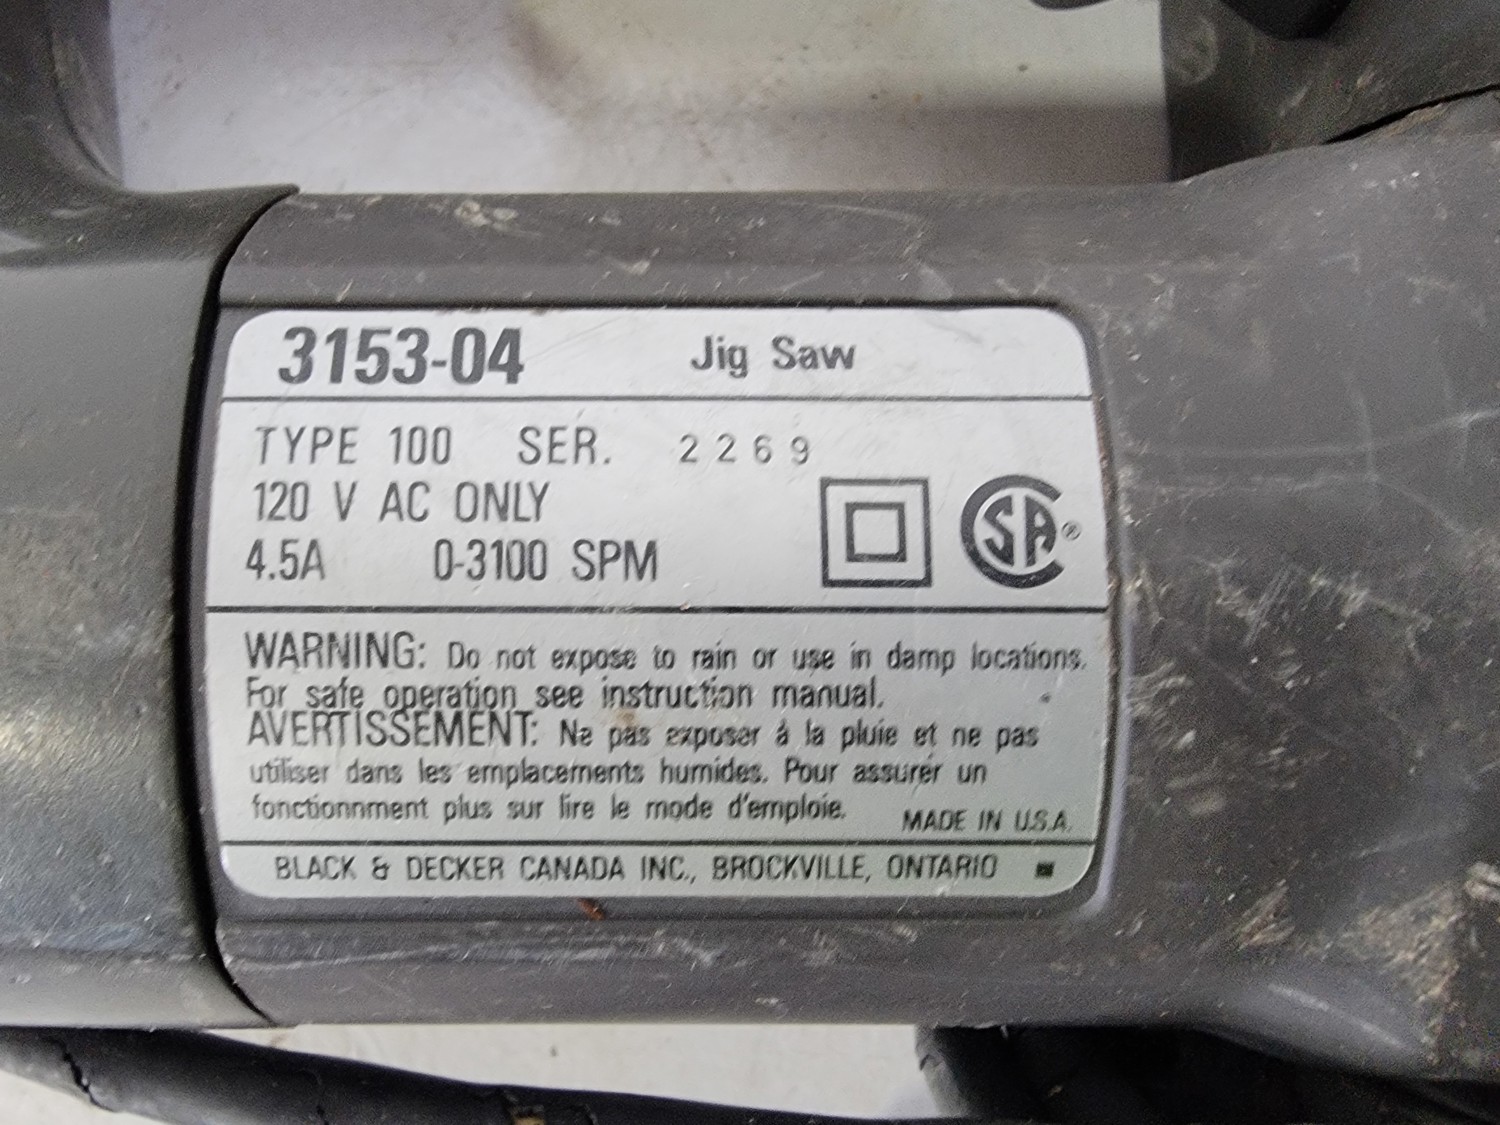 3153-04 Jig Saw
TYPE 100 SER. 2269
120 V AC ONLY
4.5A 0-3100 SPM
SA®
WARNING: Do not expose to rain or use in damp locations.
For safe operation see instruction manual.
AVERTISSEMENT: Ne pas exposer à la pluie et ne pas
utiliser dans les emplacements humides. Pour assurer un
fonctionnment plus sur lire le mode d'emploie.
MADE IN U.S.A.
BLACK & DECKER CANADA INC., BROCKVILLE, ONTARIO